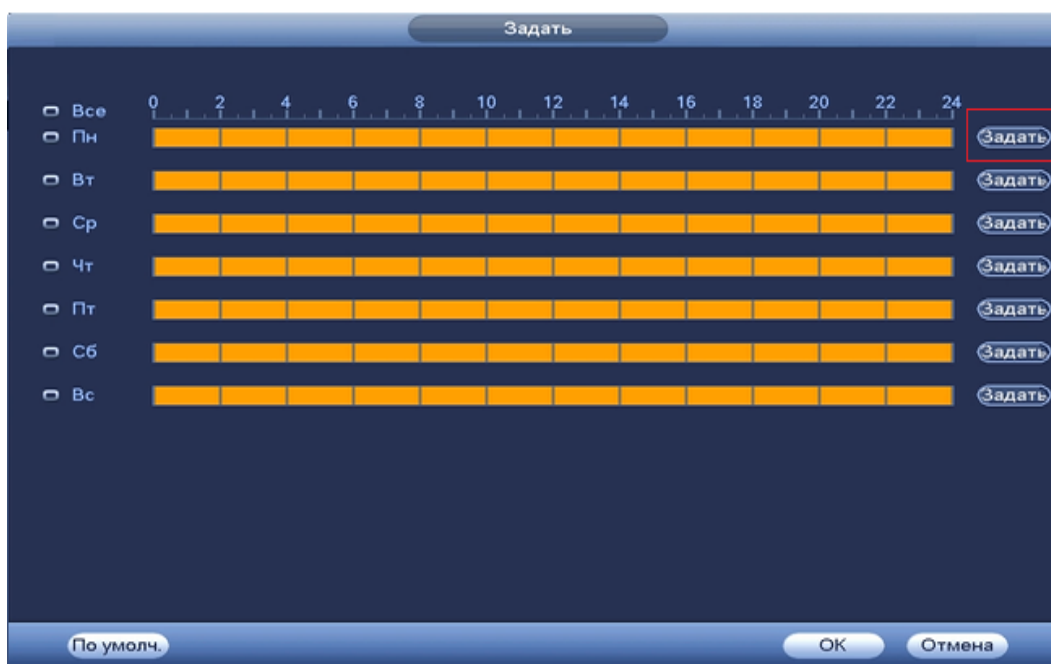 Задать
Все 0 2 4 6 8 10 12 14 16 18 20 22 24
Пн Задать
Вт Задать
Ср Задать
Чт Задать
Пт Задать
Сб Задать
Вс Задать
По умолч. OK Отмена